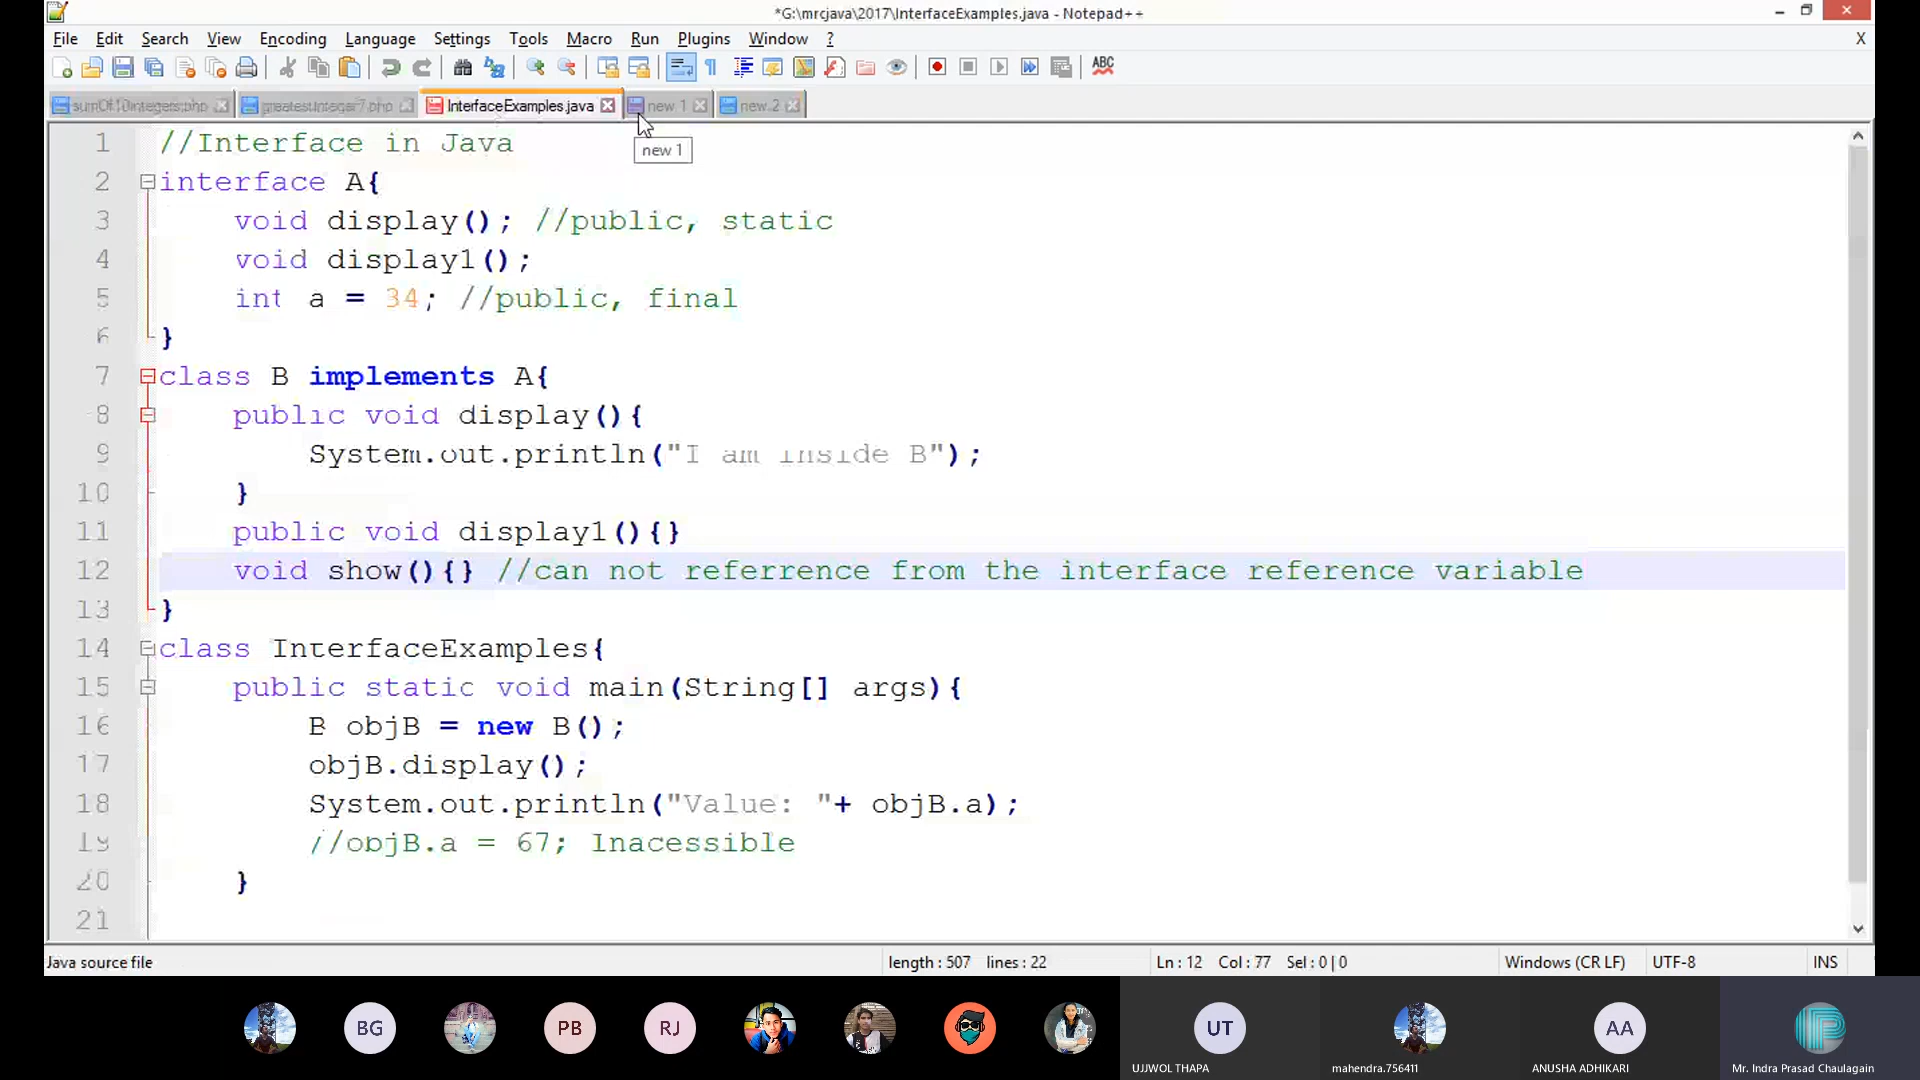 *G:\mrcjava\2017\InterfaceExamples.java - Notepad++
File Edit Search View Encoding Language Settings Tools Macro Run Plugins Window ? X
ABC
sumOf10integers.php greatestIntegar7.php InterfaceExamples.java new 1 new 2
new 1
1 //Interface in Java
2 interface A{
3 void display(); //public, static
4 void display1();
5 int a = 34; //public, final
6 }
7 class B implements A{
8 public void display(){
9 System.out.println("I am inside B");
10 }
11 public void display1(){}
12 void show(){} //can not referrence from the interface reference variable
13 }
14 class InterfaceExamples{
15 public static void main(String[] args){
16 B objB = new B();
17 objB.display();
18 System.out.println("Value: "+ objB.a);
19 //objB.a = 67; Inacessible
20 }
21
Java source file length : 507 lines : 22 Ln : 12 Col : 77 Sel : 0 | 0 Windows (CR LF) UTF-8 INS
BG PB RJ UT AA
UJJWOL THAPA mahendra.756411 ANUSHA ADHIKARI Mr. Indra Prasad Chaulagain